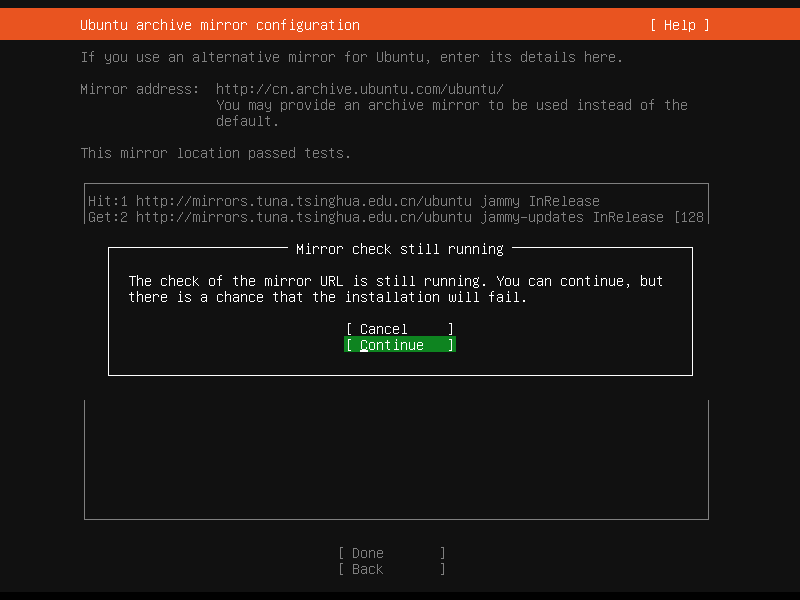 Ubuntu archive mirror configuration [ Help ]
If you use an alternative mirror for Ubuntu, enter its details here.
Mirror address: http://cn.archive.ubuntu.com/ubuntu/
You may provide an archive mirror to be used instead of the
default.
This mirror location passed tests.
Hit:1 http://mirrors.tuna.tsinghua.edu.cn/ubuntu jammy InRelease
Get:2 http://mirrors.tuna.tsinghua.edu.cn/ubuntu jammy-updates InRelease [128
Mirror check still running
The check of the mirror URL is still running. You can continue, but
there is a chance that the installation will fail.
[ Cancel ]
[ Continue ]
[ Done ]
[ Back ]